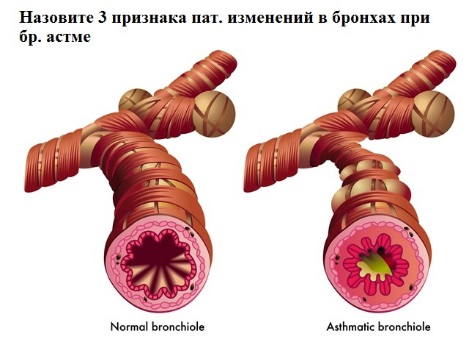 Назовите 3 признака пат. изменений в бронхах при
бр. астме
Normal bronchiole
Asthmatic bronchiole